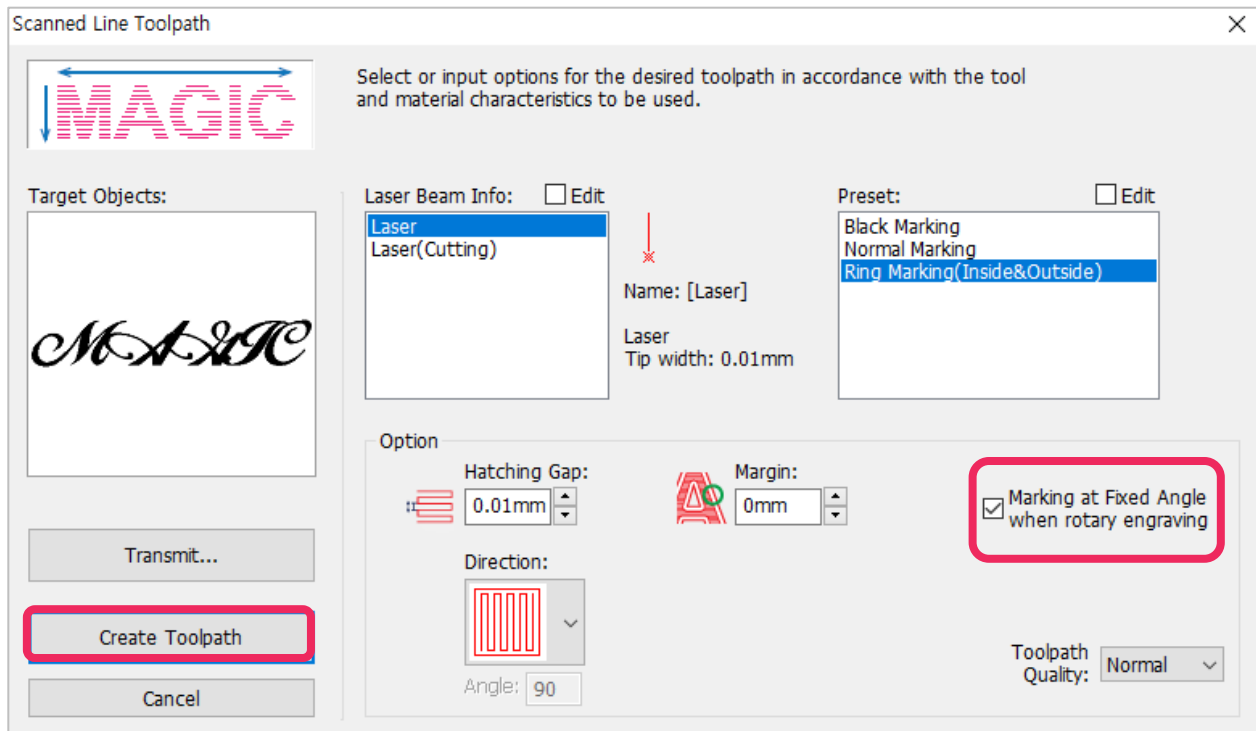 Scanned Line Toolpath
MAGIC
Select or input options for the desired toolpath in accordance with the tool
and material characteristics to be used.
Target Objects:
MAGIC
Transmit...
Create Toolpath
Cancel
Laser Beam Info:
Edit
Laser
Laser(Cutting)
Name: [Laser]
Laser
Tip width: 0.01mm
Preset:
Edit
Black Marking
Normal Marking
Ring Marking(Inside&Outside)
Option
Hatching Gap:
0.01mm
Margin:
0mm
Marking at Fixed Angle
when rotary engraving
Direction:
Angle: 90
Toolpath
Quality:
Normal